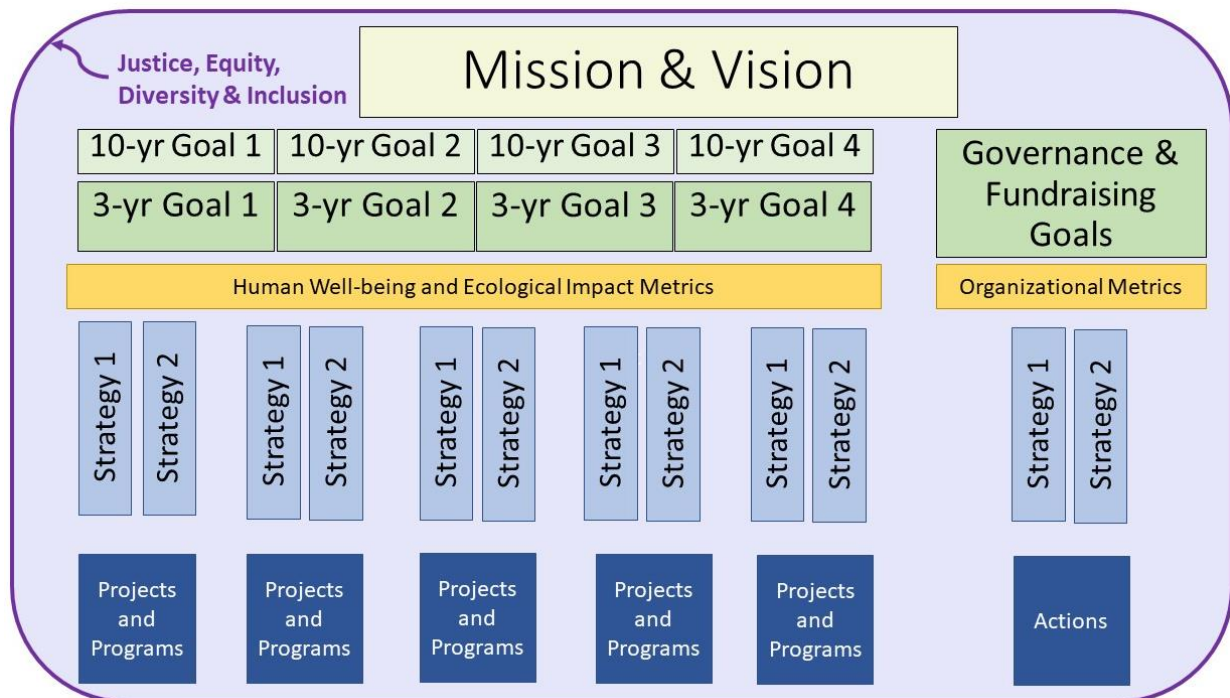 Justice, Equity,
Diversity & Inclusion
Mission & Vision
10-yr Goal 1
10-yr Goal 2
10-yr Goal 3
10-yr Goal 4
3-yr Goal 1
3-yr Goal 2
3-yr Goal 3
3-yr Goal 4
Governance &
Fundraising
Goals
Human Well-being and Ecological Impact Metrics
Organizational Metrics
Strategy 1
Strategy 2
Strategy 1
Strategy 2
Strategy 1
Strategy 2
Strategy 1
Strategy 2
Strategy 1
Strategy 2
Strategy 1
Strategy 2
Projects
and
Programs
Projects
and
Programs
Projects
and
Programs
Projects
and
Programs
Projects
and
Programs
Actions